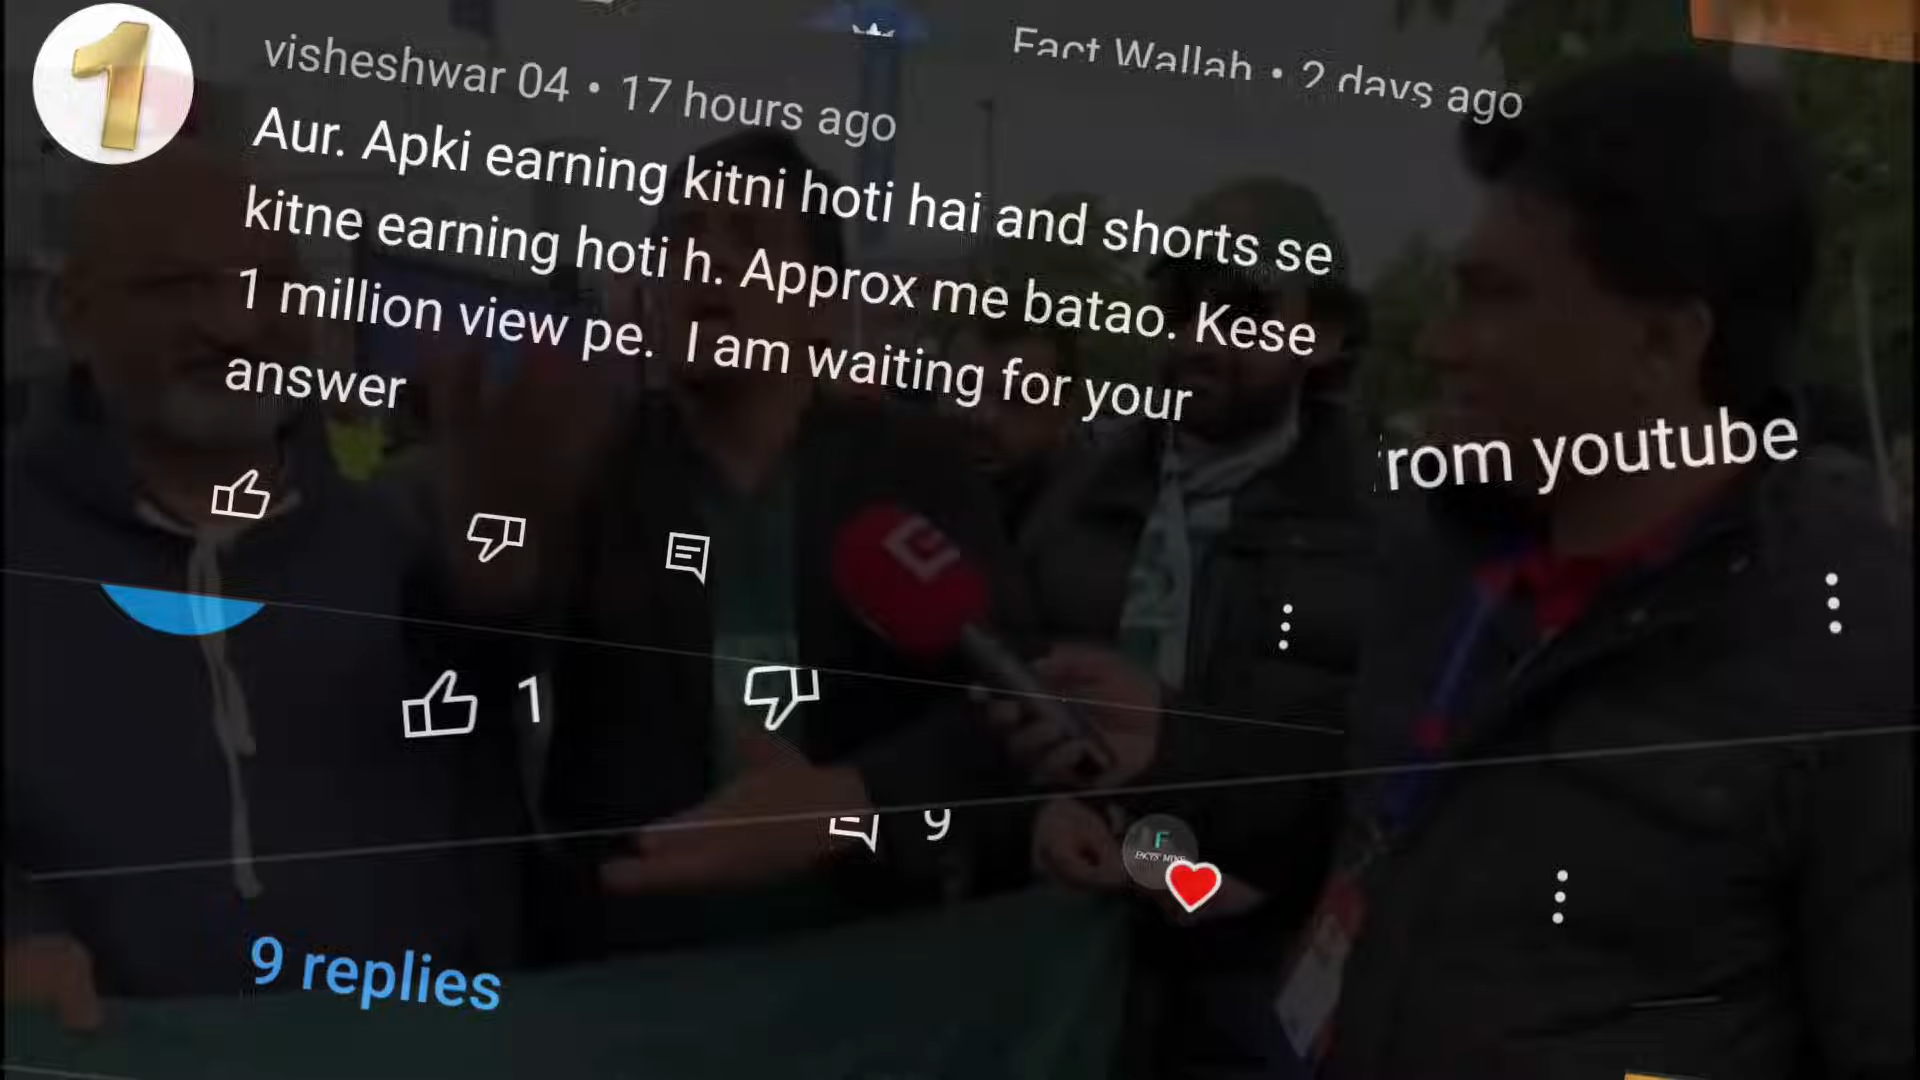 visheshwar 04 • 17 hours ago
Aur. Apki earning kitni hoti hai and shorts se
kitne earning hoti h. Approx me batao. Kese
1 million view pe. I am waiting for your
answer
Fact Wallah • 2 days ago
rom youtube
1
9
9 replies
1
F